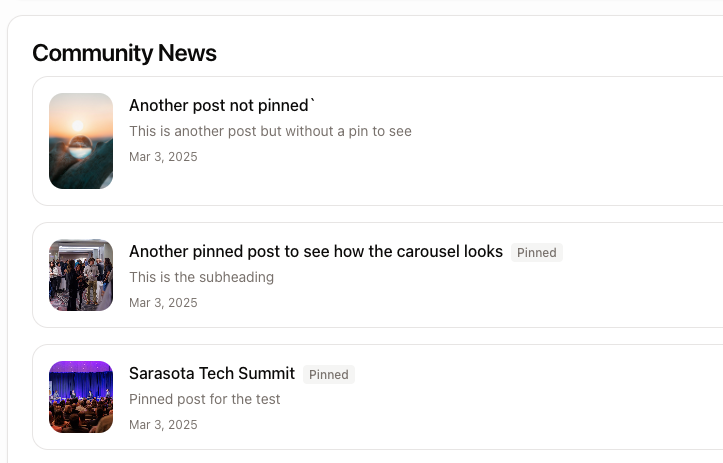 Community News
Another post not pinned`
This is another post but without a pin to see
Mar 3, 2025
Another pinned post to see how the carousel looks Pinned
This is the subheading
Mar 3, 2025
Sarasota Tech Summit Pinned
Pinned post for the test
Mar 3, 2025